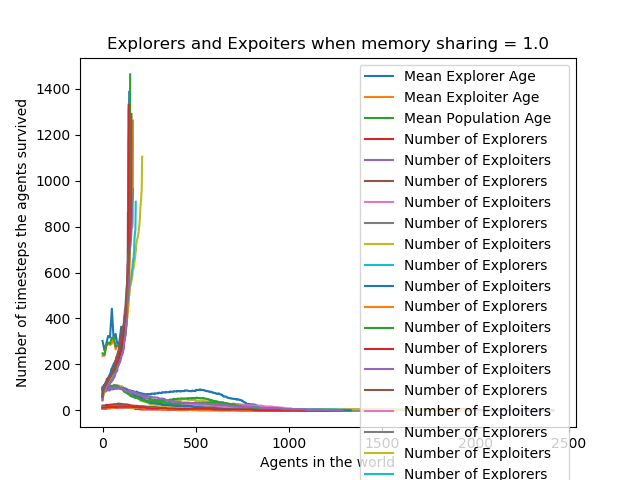 Explorers and Expoiters when memory sharing = 1.0
Number of timesteps the agents survived
1400
1200
1000
800
600
400
200
0
Mean Explorer Age
Mean Exploiter Age
Mean Population Age
Number of Explorers
Number of Exploiters
Number of Explorers
Number of Exploiters
Number of Explorers
Number of Exploiters
Number of Explorers
Number of Exploiters
Number of Explorers
Number of Exploiters
Number of Explorers
Number of Exploiters
Number of Explorers
Number of Exploiters
Number of Explorers
Number of Exploiters
Number of Explorers
0 500 1000 1500 2000 2500
Agents in the world